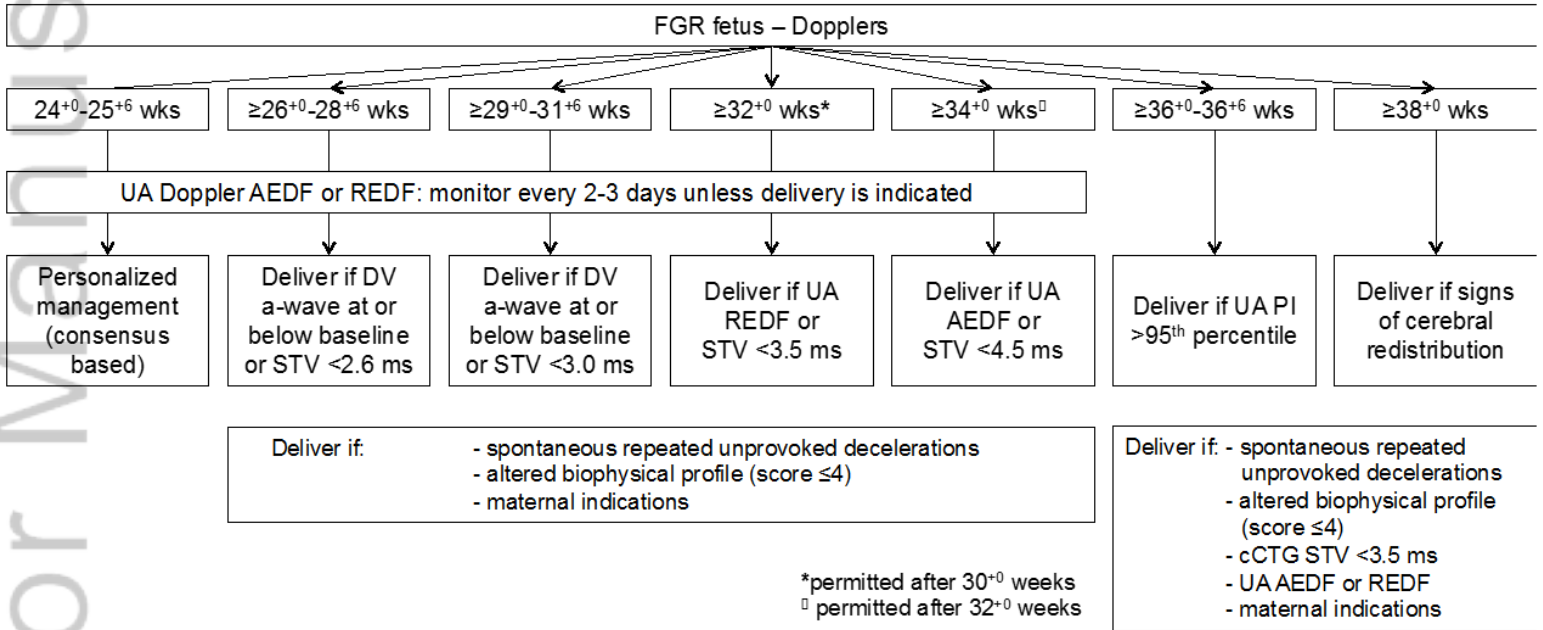 FGR fetus – Dopplers
24⁺⁰-25⁺⁶ wks
≥26⁺⁰-28⁺⁶ wks
≥29⁺⁰-31⁺⁶ wks
≥32⁺⁰ wks*
≥34⁺⁰ wks▯
≥36⁺⁰-36⁺⁶ wks
≥38⁺⁰ wks
UA Doppler AEDF or REDF: monitor every 2-3 days unless delivery is indicated
Personalized
management
(consensus
based)
Deliver if DV
a-wave at or
below baseline
or STV <2.6 ms
Deliver if DV
a-wave at or
below baseline
or STV <3.0 ms
Deliver if UA
REDF or
STV <3.5 ms
Deliver if UA
AEDF or
STV <4.5 ms
Deliver if UA PI
>95ᵗʰ percentile
Deliver if signs
of cerebral
redistribution
Deliver if: - spontaneous repeated unprovoked decelerations
- altered biophysical profile (score ≤4)
- maternal indications
Deliver if: - spontaneous repeated
unprovoked decelerations
- altered biophysical profile
(score ≤4)
- cCTG STV <3.5 ms
- UA AEDF or REDF
- maternal indications
*permitted after 30⁺⁰ weeks
▯ permitted after 32⁺⁰ weeks
or Manus